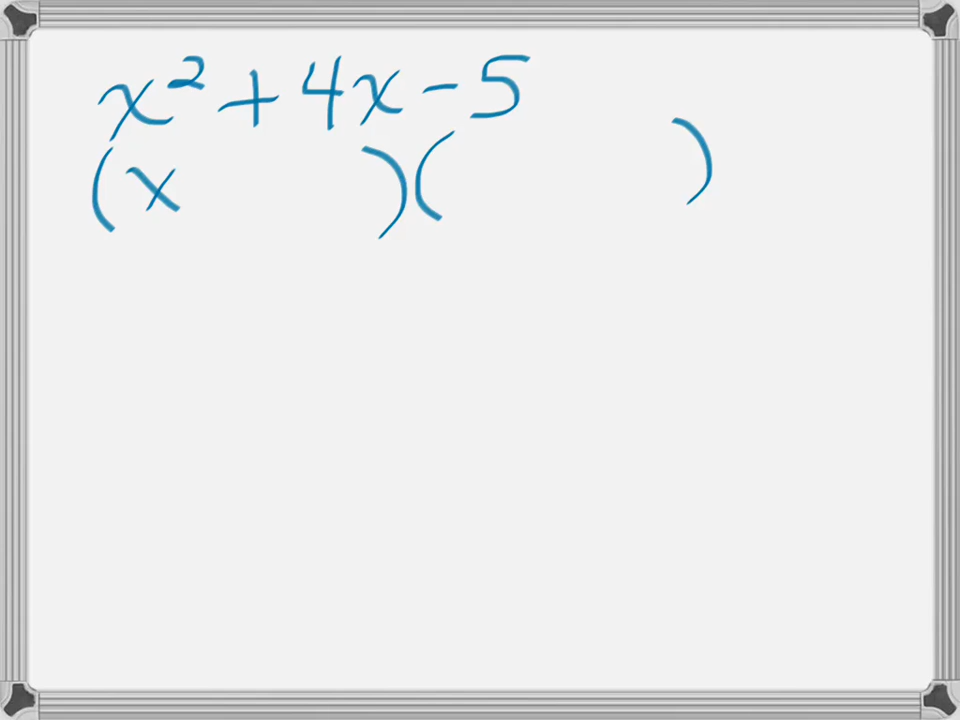 x² + 4x - 5
(x )( )